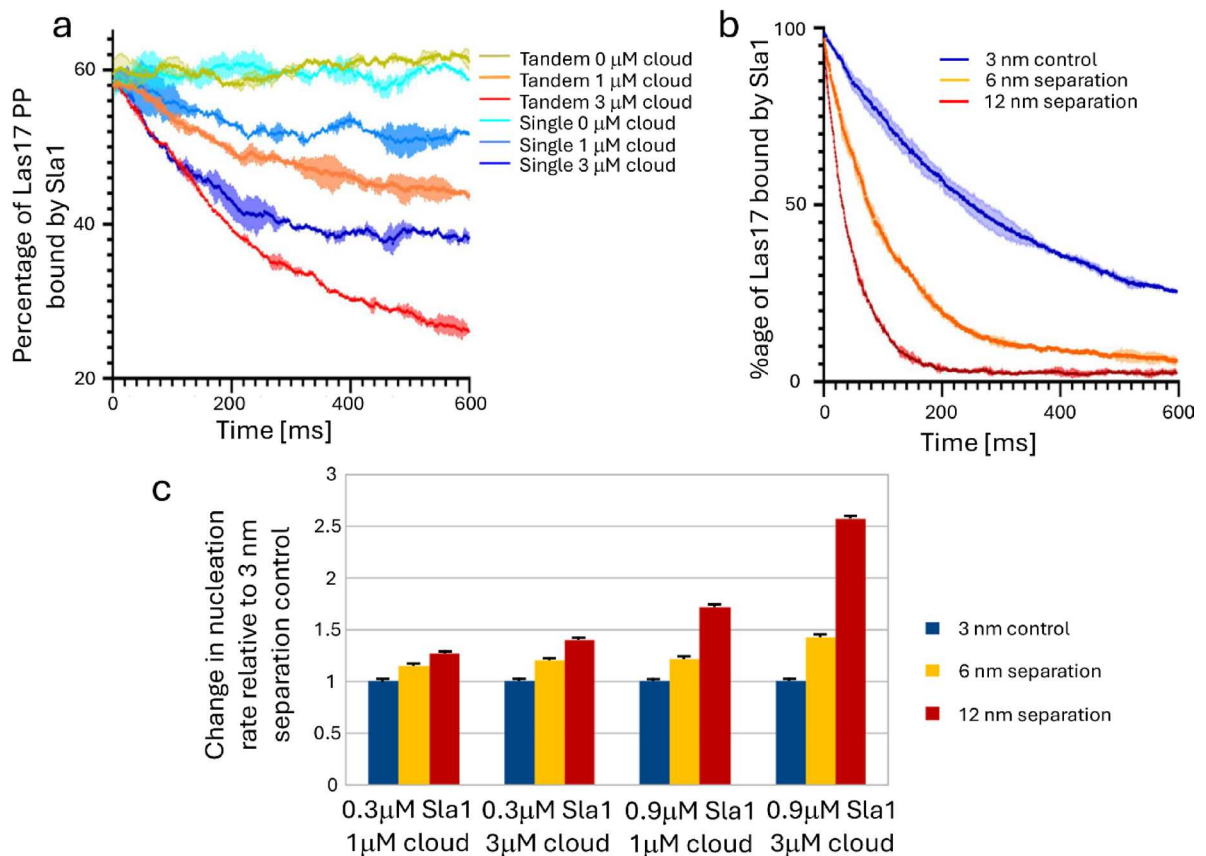 a
Percentage of Las17 PP
bound by Sla1
60
40
20
0
200
400
600
Time [ms]
Tandem 0 μM cloud
Tandem 1 μM cloud
Tandem 3 μM cloud
Single 0 μM cloud
Single 1 μM cloud
Single 3 μM cloud
b
%age of Las17 bound by Sla1
100
50
0
0
200
400
600
Time [ms]
3 nm control
6 nm separation
12 nm separation
c
Change in nucleation
rate relative to 3 nm
separation control
3
2.5
2
1.5
1
0.5
0
0.3μM Sla1
1μM cloud
0.3μM Sla1
3μM cloud
0.9μM Sla1
1μM cloud
0.9μM Sla1
3μM cloud
3 nm control
6 nm separation
12 nm separation